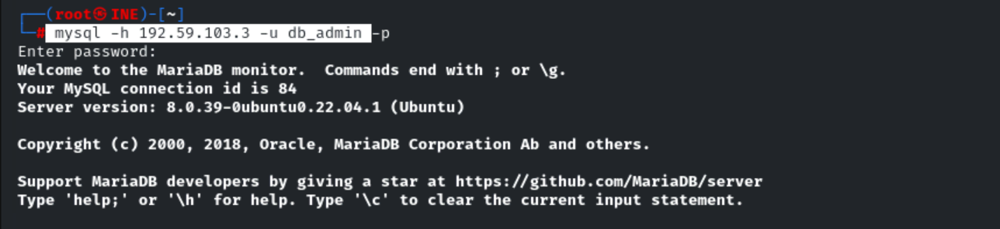 ┌──(root㉿INE)-[~]
└─# mysql -h 192.59.103.3 -u db_admin -p
Enter password:
Welcome to the MariaDB monitor.  Commands end with ; or \g.
Your MySQL connection id is 84
Server version: 8.0.39-0ubuntu0.22.04.1 (Ubuntu)
Copyright (c) 2000, 2018, Oracle, MariaDB Corporation Ab and others.
Support MariaDB developers by giving a star at https://github.com/MariaDB/server
Type 'help;' or '\h' for help. Type '\c' to clear the current input statement.